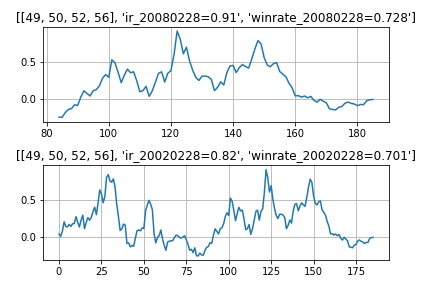 [[49, 50, 52, 56], 'ir_20080228=0.91', 'winrate_20080228=0.728']
0.5
0.0
80 100 120 140 160 180
[[49, 50, 52, 56], 'ir_20020228=0.82', 'winrate_20020228=0.701']
0.5
0.0
0 25 50 75 100 125 150 175